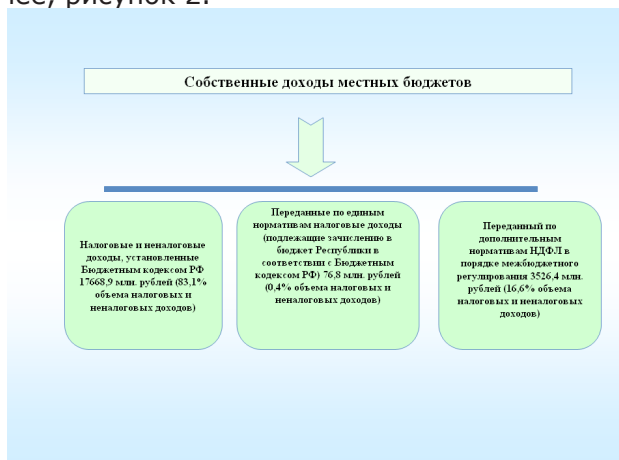 рисунок 2.
Собственные доходы местных бюджетов
Налоговые и неналоговые
доходы, установленные
Бюджетным кодексом РФ
17668,9 млн. рублей (83,1%
объема налоговых и
неналоговых доходов)
Переданные по единым
нормативам налоговые доходы
(подлежащие зачислению в
бюджет Республики в
соответствии с Бюджетным
кодексом РФ) 76,8 млн. рублей
(0,4% объема налоговых и
неналоговых доходов)
Переданный по
дополнительным
нормативам НДФЛ в
порядке межбюджетного
регулирования 3526,4 млн.
рублей (16,6% объема
налоговых и неналоговых
доходов)